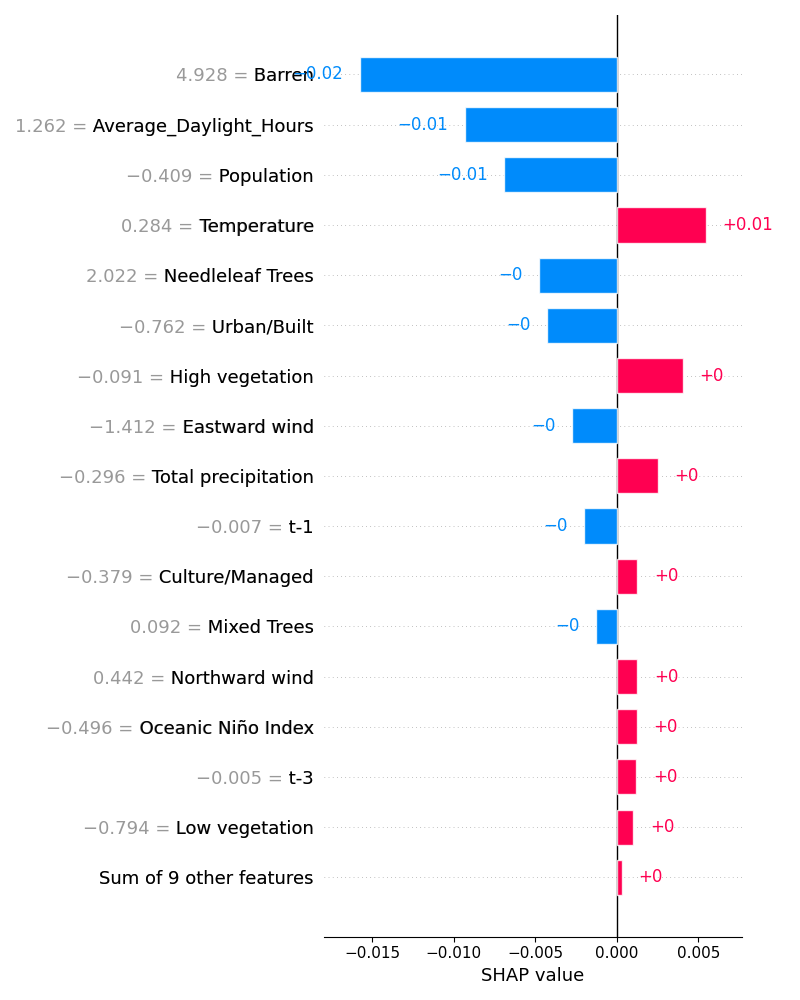 4.928 = Barren −0.02
1.262 = Average_Daylight_Hours −0.01
−0.409 = Population −0.01
0.284 = Temperature +0.01
2.022 = Needleleaf Trees −0
−0.762 = Urban/Built −0
−0.091 = High vegetation +0
−1.412 = Eastward wind −0
−0.296 = Total precipitation +0
−0.007 = t-1 −0
−0.379 = Culture/Managed +0
0.092 = Mixed Trees −0
0.442 = Northward wind +0
−0.496 = Oceanic Niño Index +0
−0.005 = t-3 +0
−0.794 = Low vegetation +0
Sum of 9 other features +0
−0.015 −0.010 −0.005 0.000 0.005
SHAP value